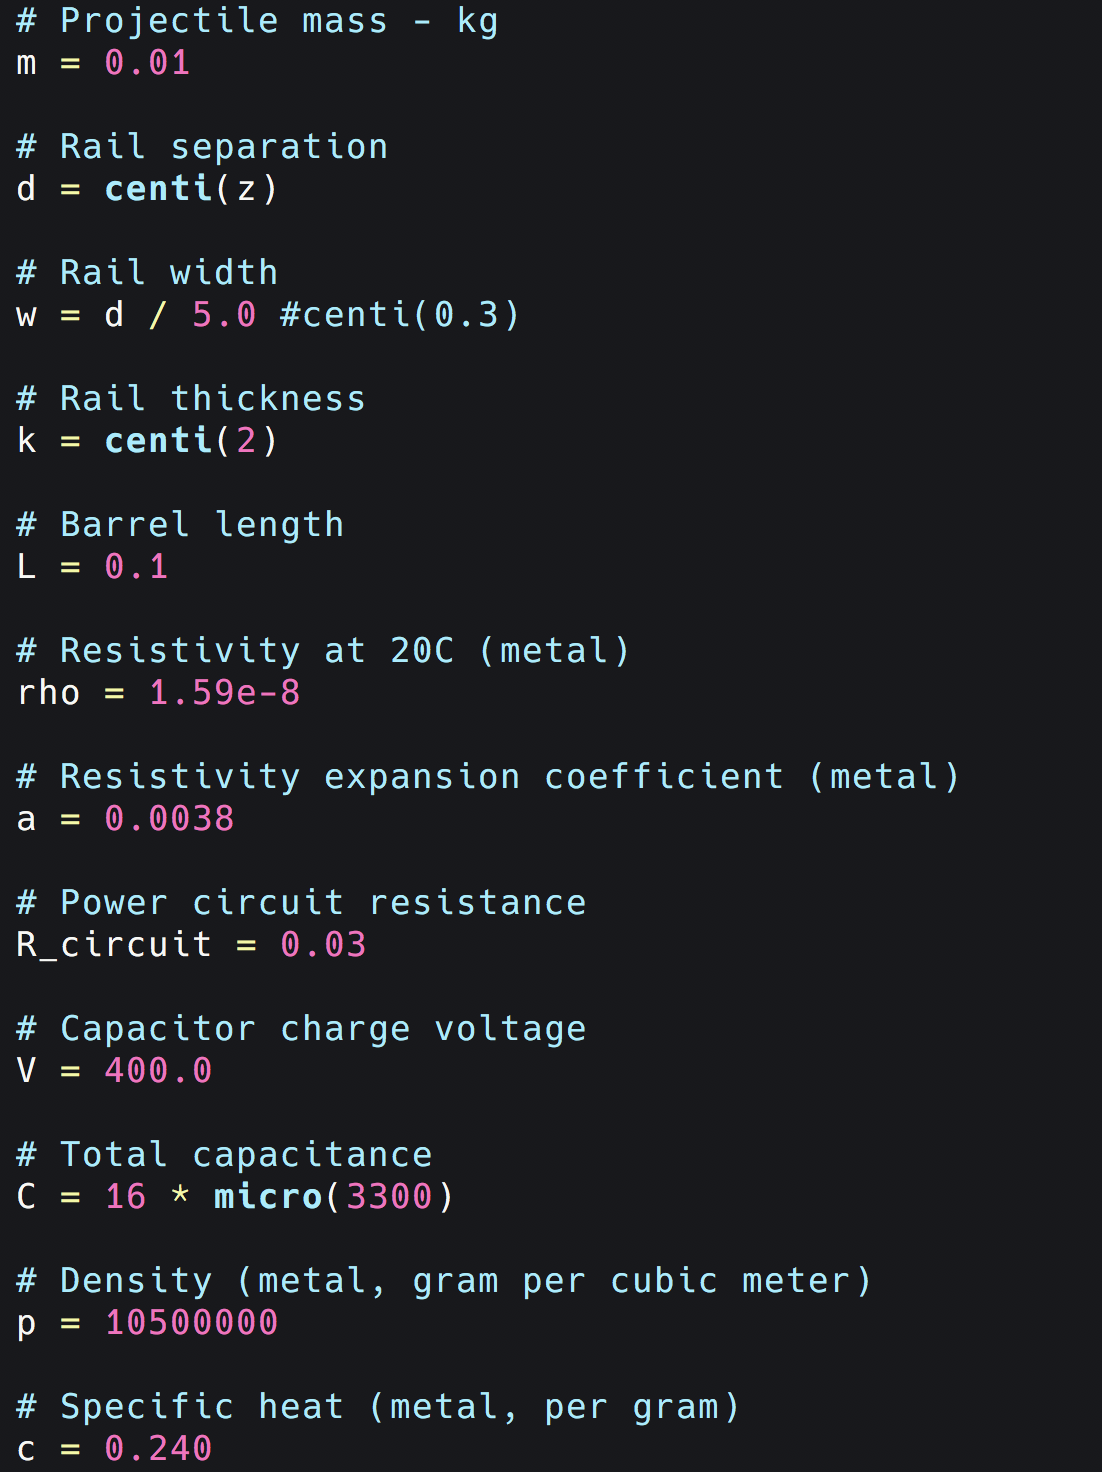 # Projectile mass - kg
m = 0.01
# Rail separation
d = centi(z)
# Rail width
w = d / 5.0 #centi(0.3)
# Rail thickness
k = centi(2)
# Barrel length
L = 0.1
# Resistivity at 20C (metal)
rho = 1.59e-8
# Resistivity expansion coefficient (metal)
a = 0.0038
# Power circuit resistance
R_circuit = 0.03
# Capacitor charge voltage
V = 400.0
# Total capacitance
C = 16 * micro(3300)
# Density (metal, gram per cubic meter)
p = 10500000
# Specific heat (metal, per gram)
c = 0.240